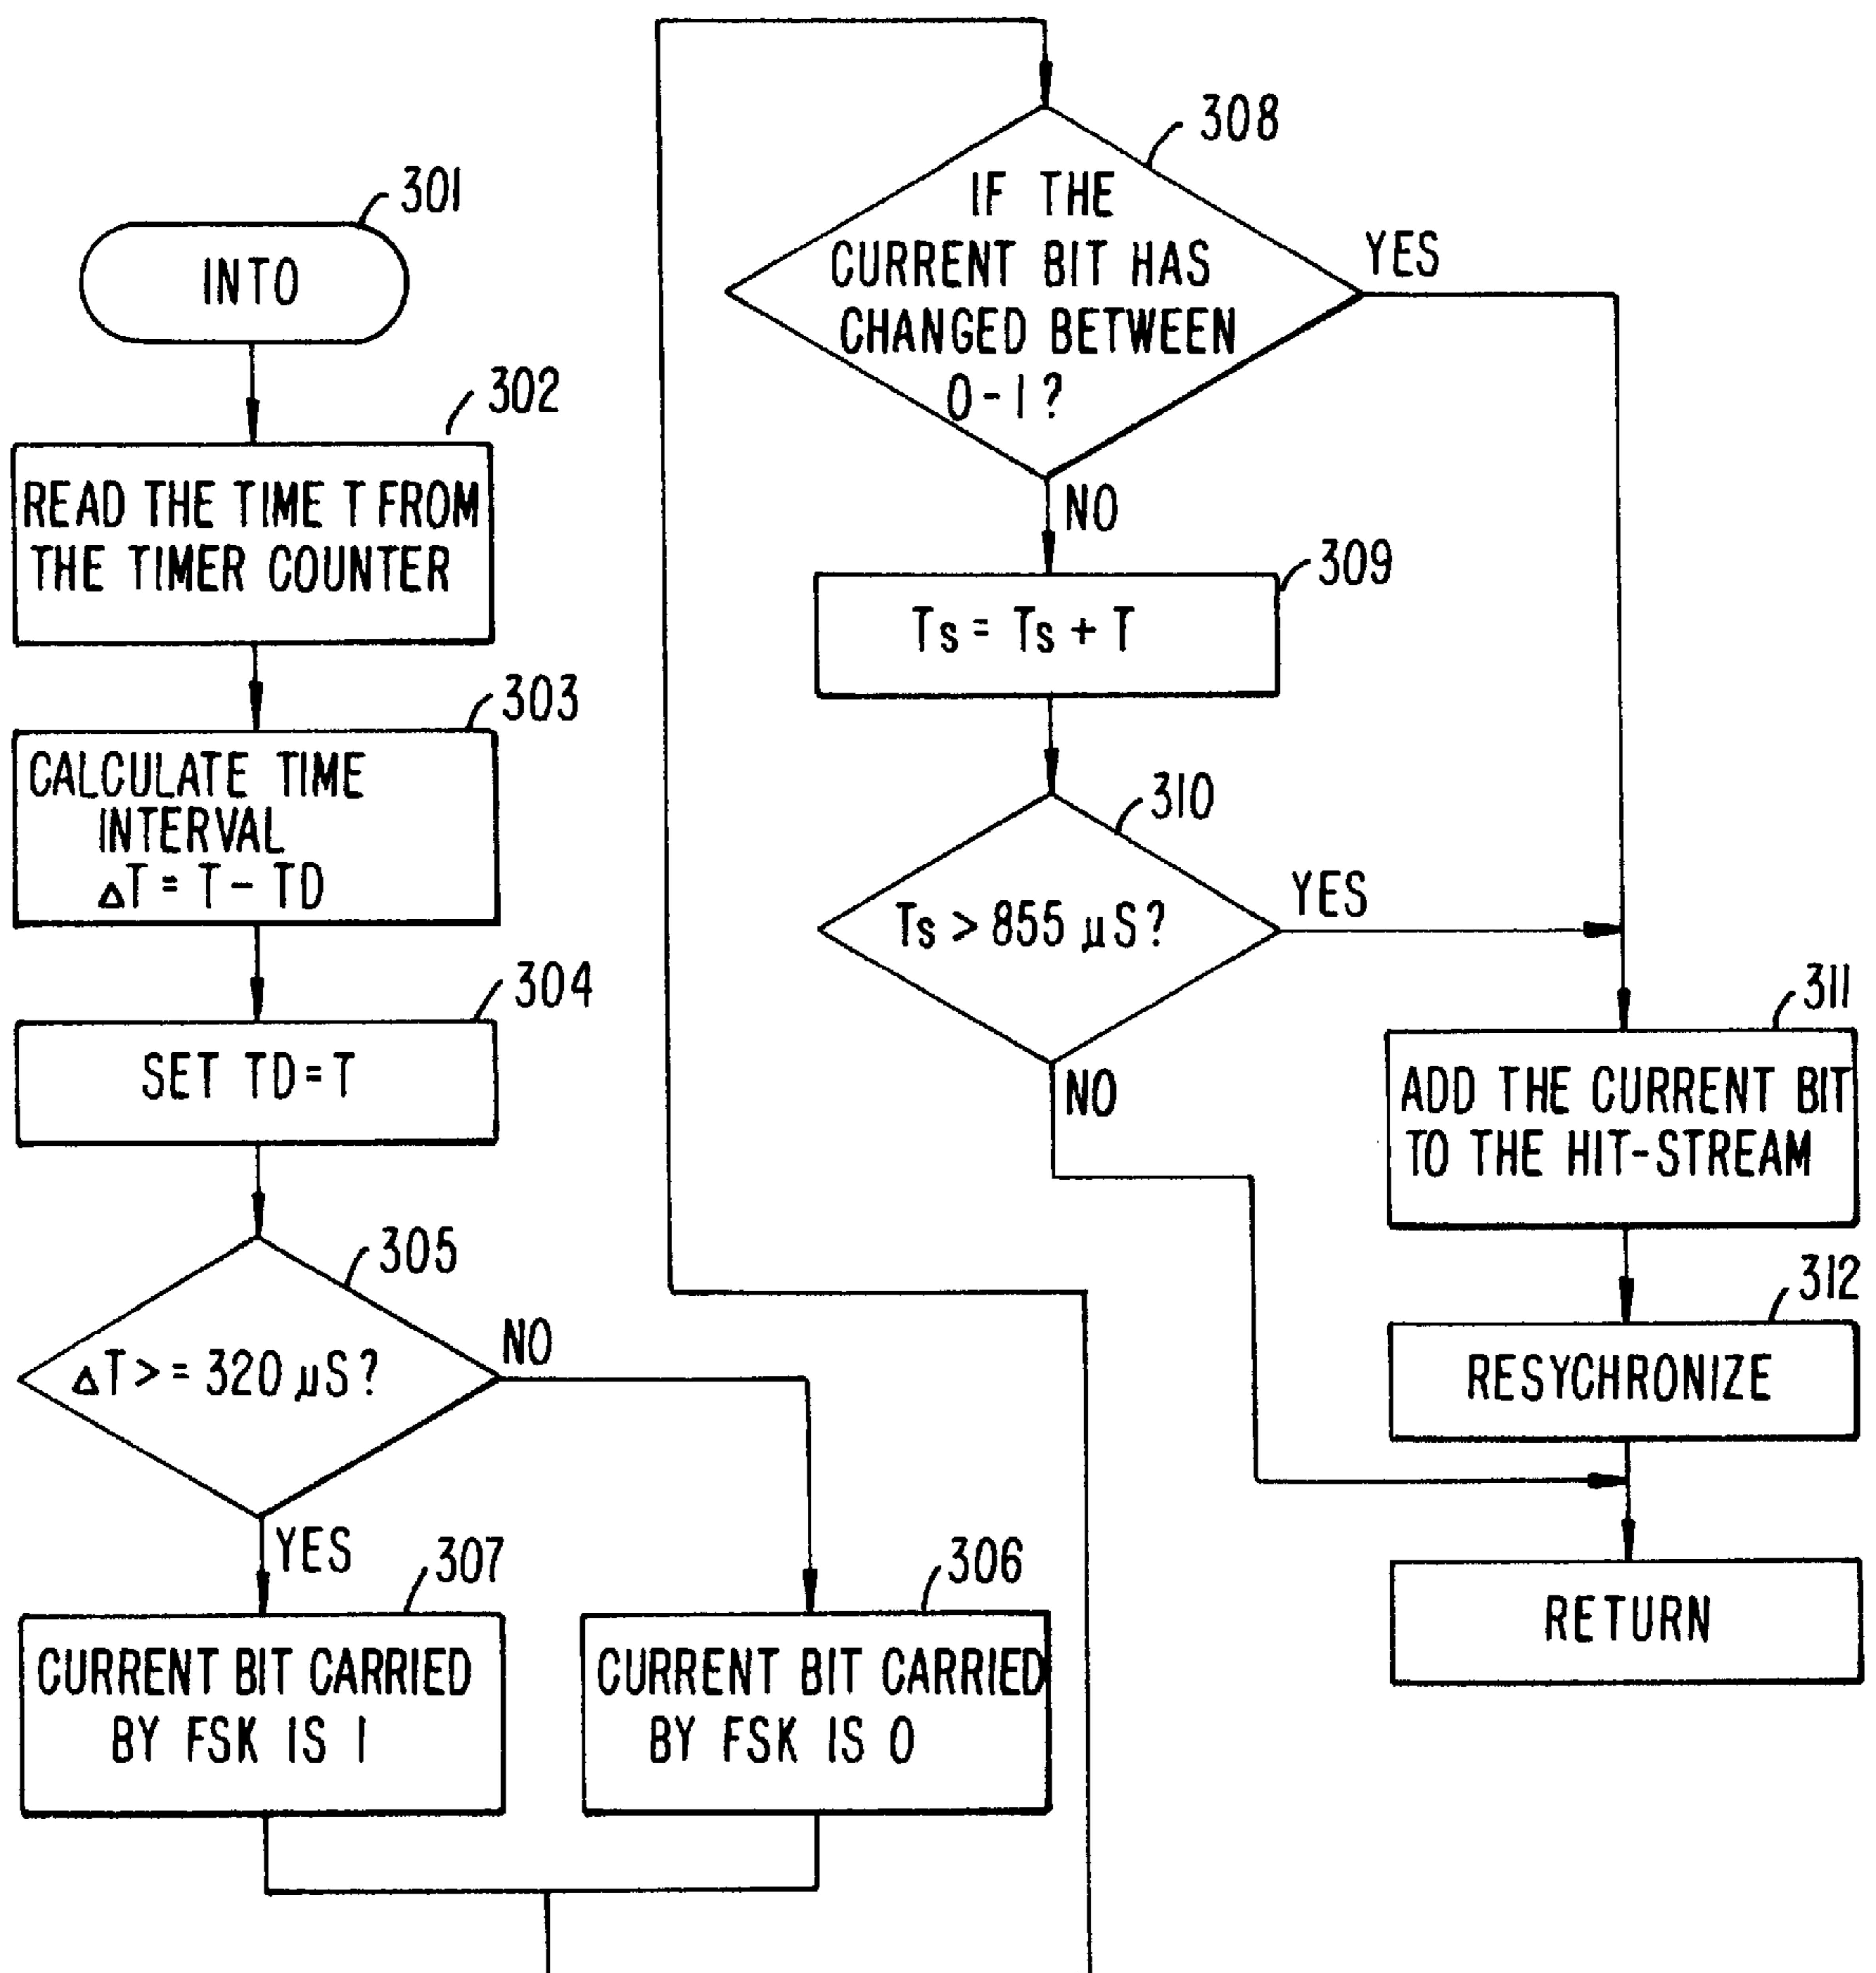 301
INTO
302
READ THE TIME T FROM
THE TIMER COUNTER
303
CALCULATE TIME
INTERVAL
ΔT = T - TD
304
SET TD = T
305
ΔT > = 320 µS?
NO
YES
307
CURRENT BIT CARRIED
BY FSK IS 1
306
CURRENT BIT CARRIED
BY FSK IS 0
308
IF THE
CURRENT BIT HAS
CHANGED BETWEEN
0 - 1 ?
YES
NO
309
Ts = Ts + T
310
Ts > 855 µS?
YES
NO
311
ADD THE CURRENT BIT
TO THE HIT-STREAM
312
RESYCHRONIZE
RETURN